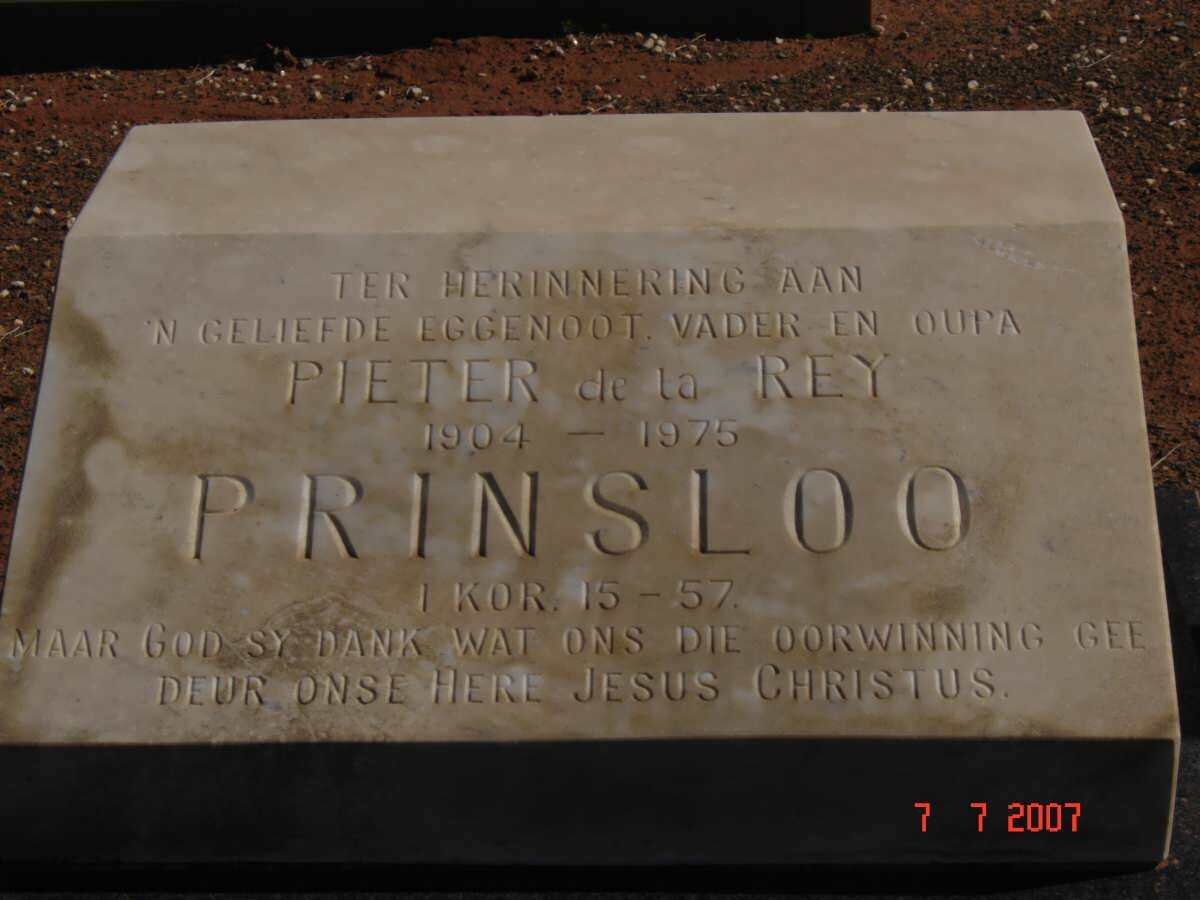 TER HERINNERING AAN
'N GELIEFDE EGGENOOT, VADER EN OUPA
PIETER de la REY
1904 – 1975
PRINSLOO
I KOR. 15 – 57.
MAAR GOD SY DANK WAT ONS DIE OORWINNING GEE
DEUR ONSE HERE JESUS CHRISTUS.
7 7 2007